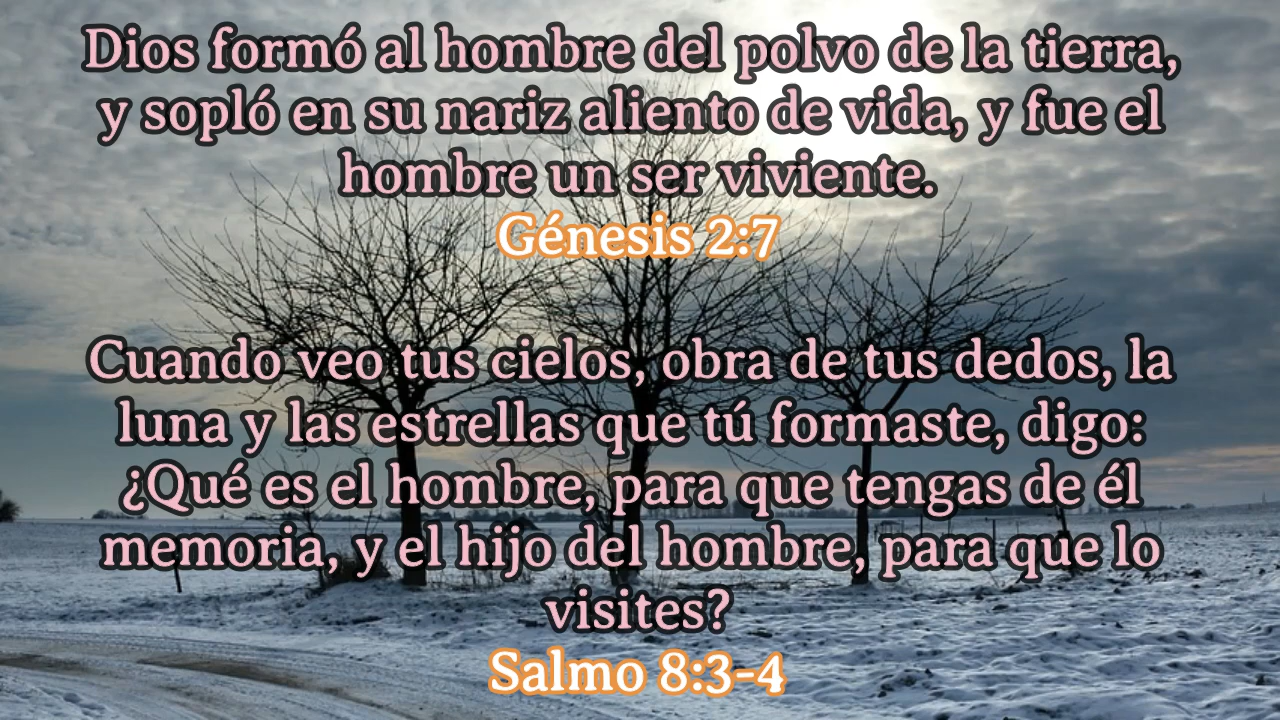 Dios formó al hombre del polvo de la tierra,
y sopló en su nariz aliento de vida, y fue el
hombre un ser viviente.
Génesis 2:7
Cuando veo tus cielos, obra de tus dedos, la
luna y las estrellas que tú formaste, digo:
¿Qué es el hombre, para que tengas de él
memoria, y el hijo del hombre, para que lo
visites?
Salmo 8:3-4